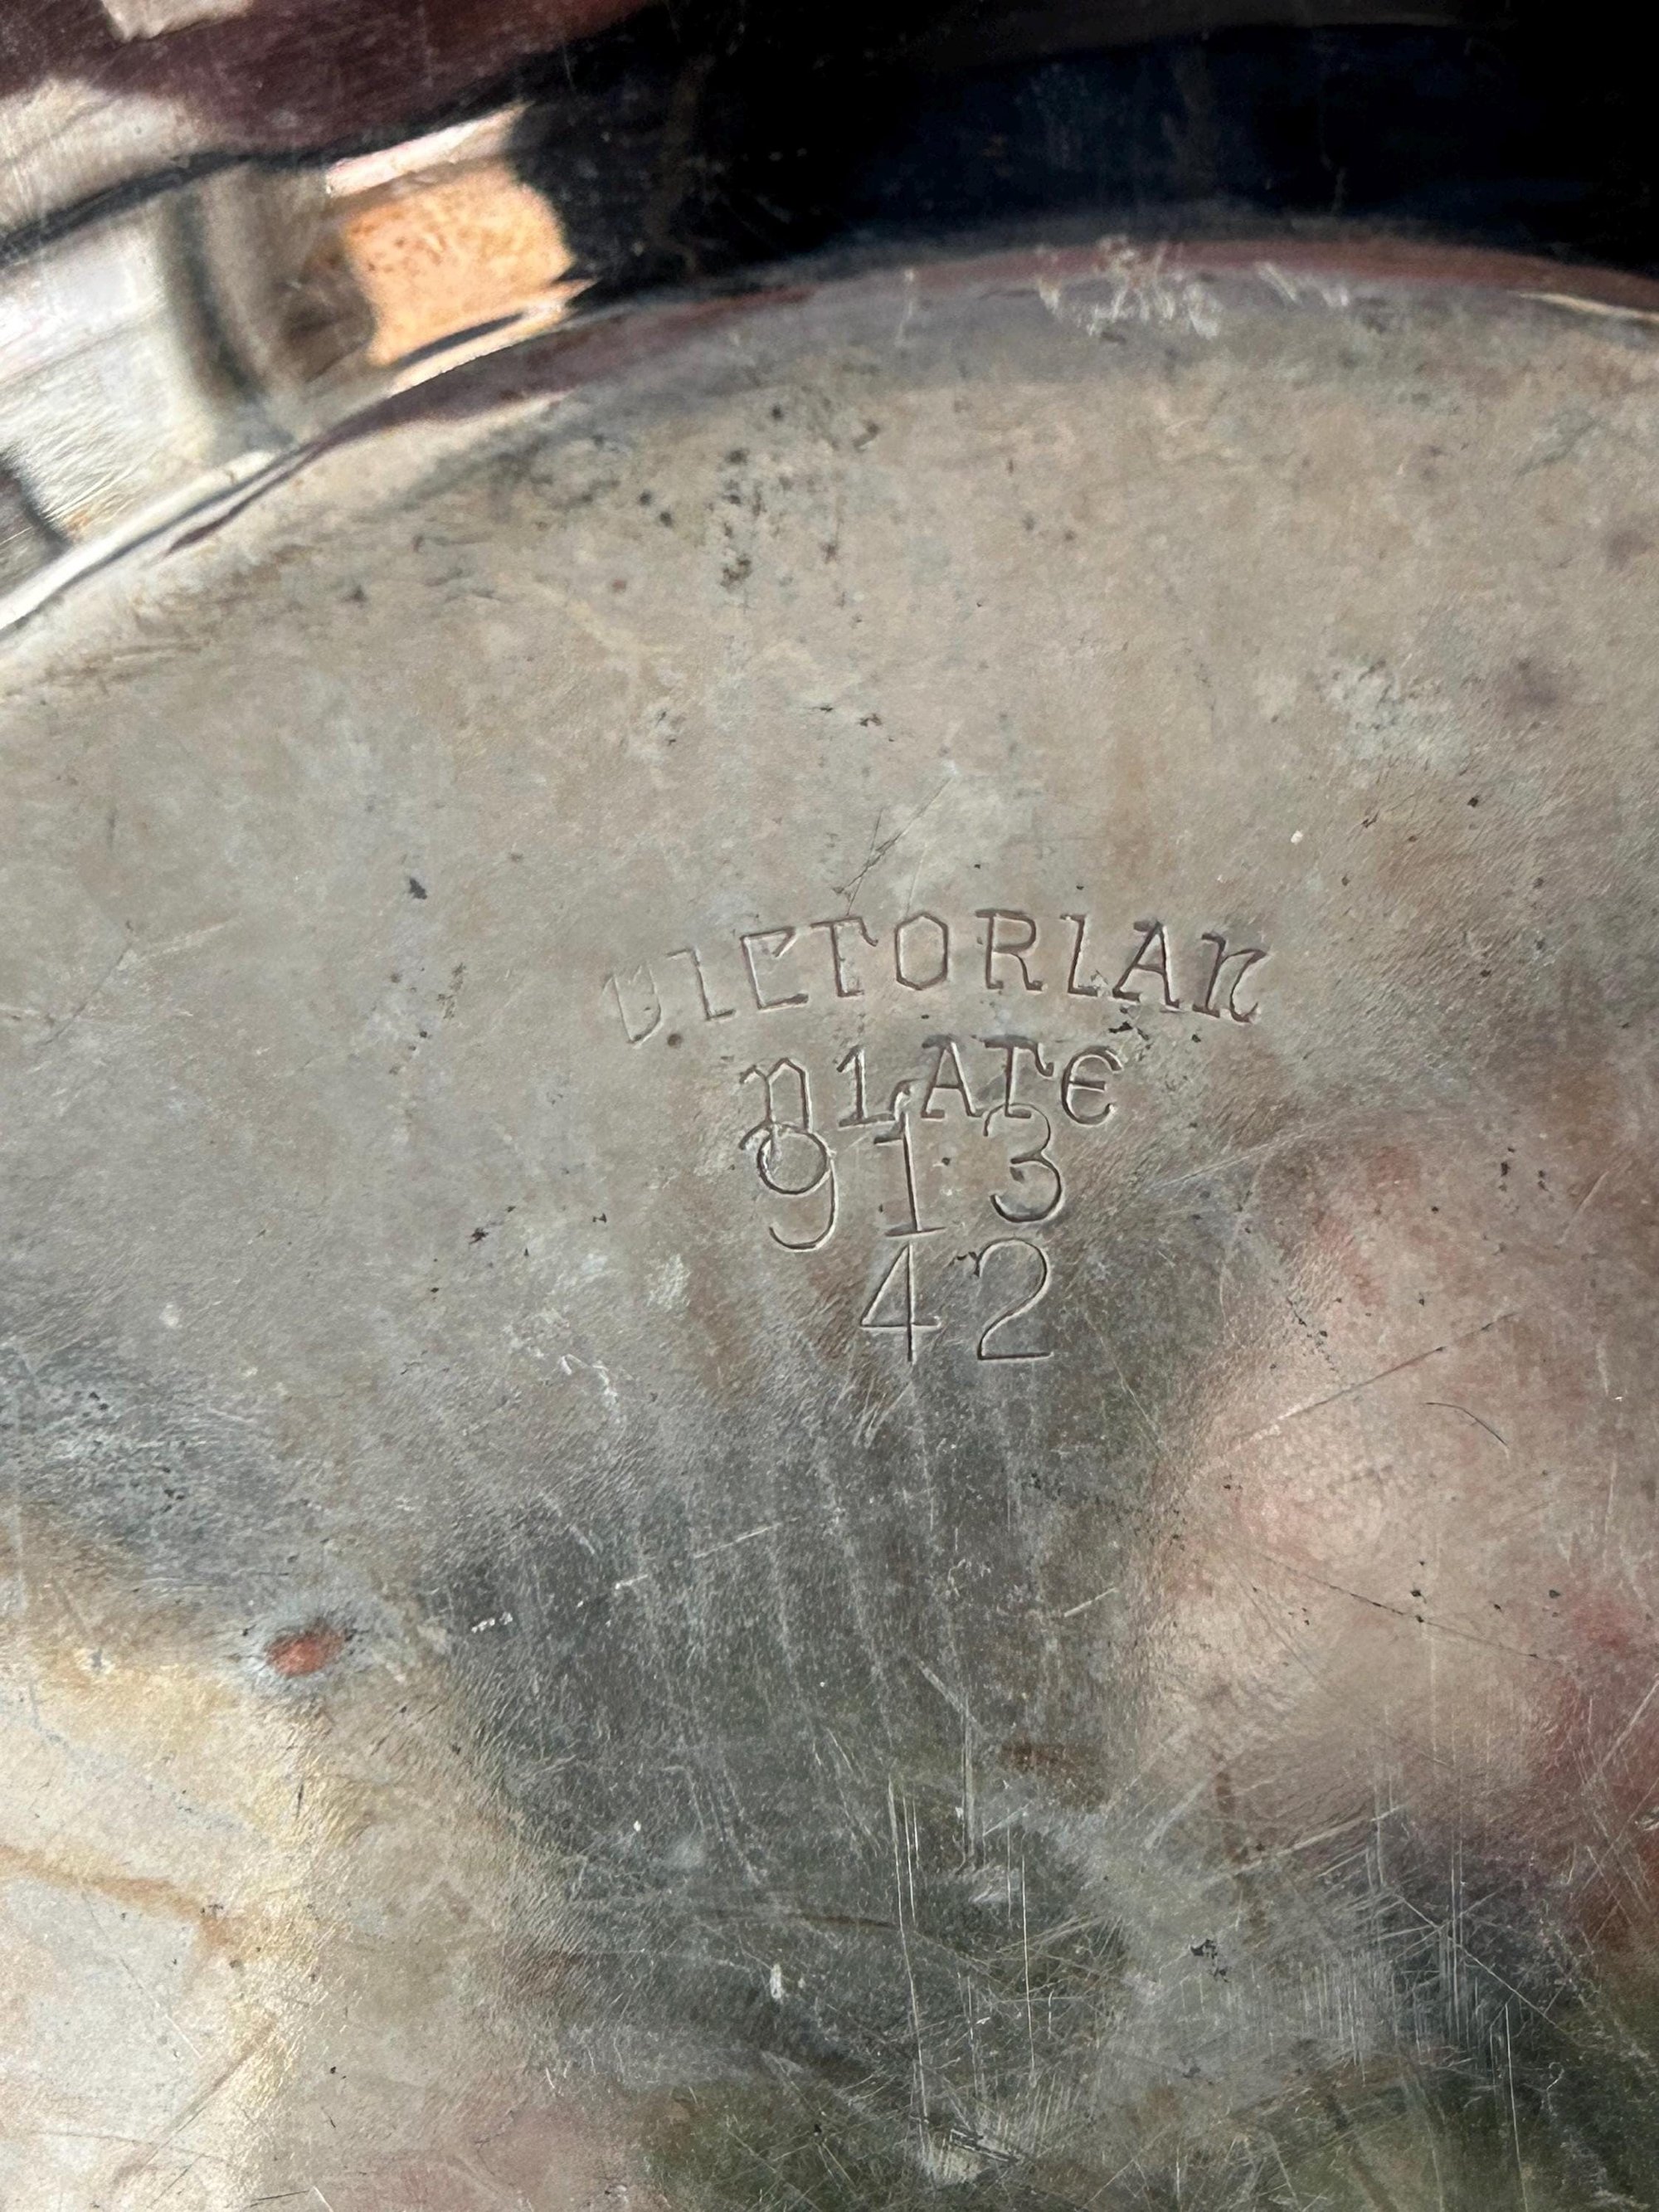 VICTORIAN
PLATE
913
42